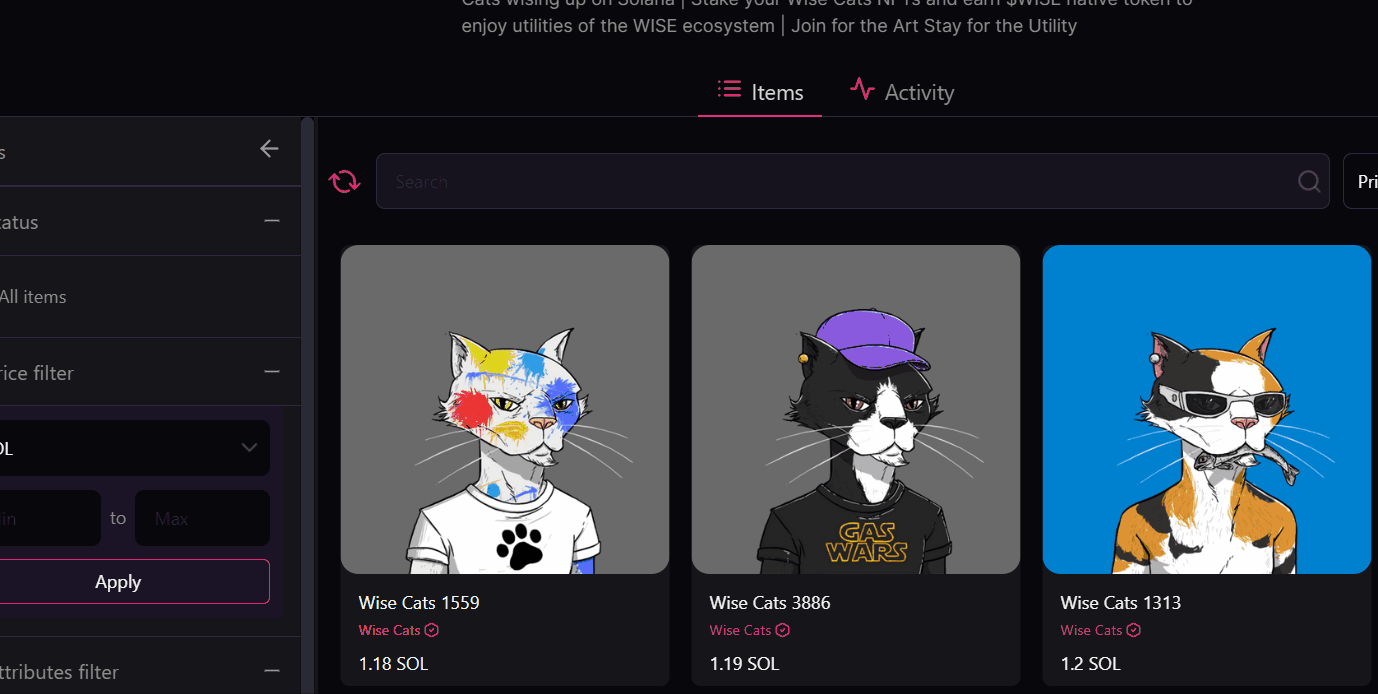 Cats wising up on Solana | Stake your Wise Cats NFTs and earn $WISE native token to
enjoy utilities of the WISE ecosystem | Join for the Art Stay for the Utility
Items
Activity
s
tatus
All items
rice filter
OL
in
to
Max
Apply
ttributes filter
Search
Pri
GAS
WARS
Wise Cats 1559
Wise Cats
1.18 SOL
Wise Cats 3886
Wise Cats
1.19 SOL
Wise Cats 1313
Wise Cats
1.2 SOL